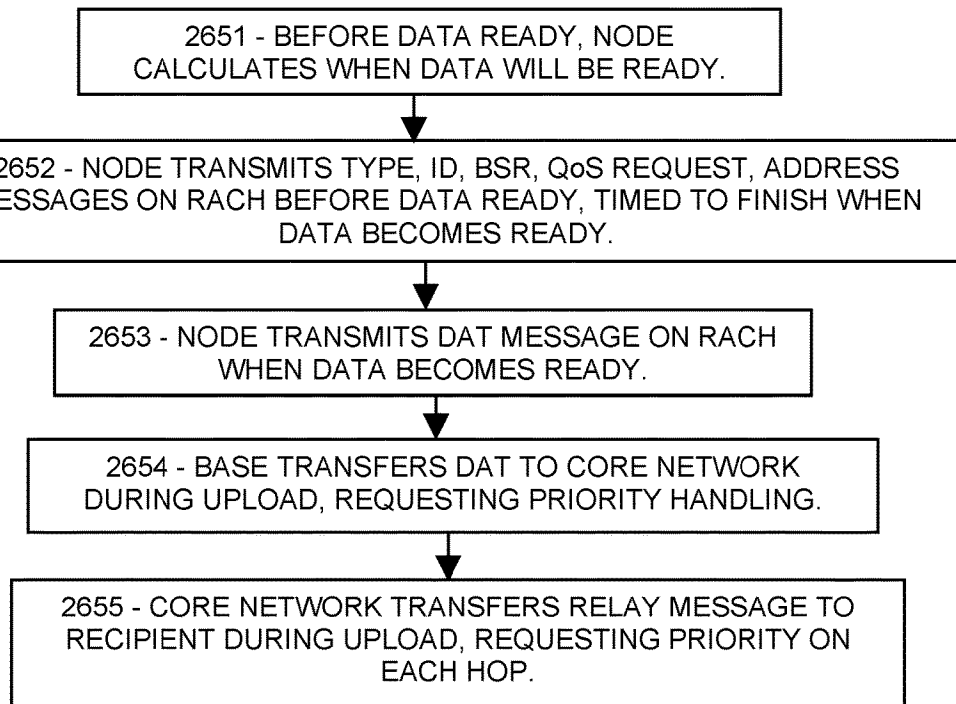 2651 - BEFORE DATA READY, NODE
CALCULATES WHEN DATA WILL BE READY.
2652 - NODE TRANSMITS TYPE, ID, BSR, QoS REQUEST, ADDRESS
ESSAGES ON RACH BEFORE DATA READY, TIMED TO FINISH WHEN
DATA BECOMES READY.
2653 - NODE TRANSMITS DAT MESSAGE ON RACH
WHEN DATA BECOMES READY.
2654 - BASE TRANSFERS DAT TO CORE NETWORK
DURING UPLOAD, REQUESTING PRIORITY HANDLING.
2655 - CORE NETWORK TRANSFERS RELAY MESSAGE TO
RECIPIENT DURING UPLOAD, REQUESTING PRIORITY ON
EACH HOP.